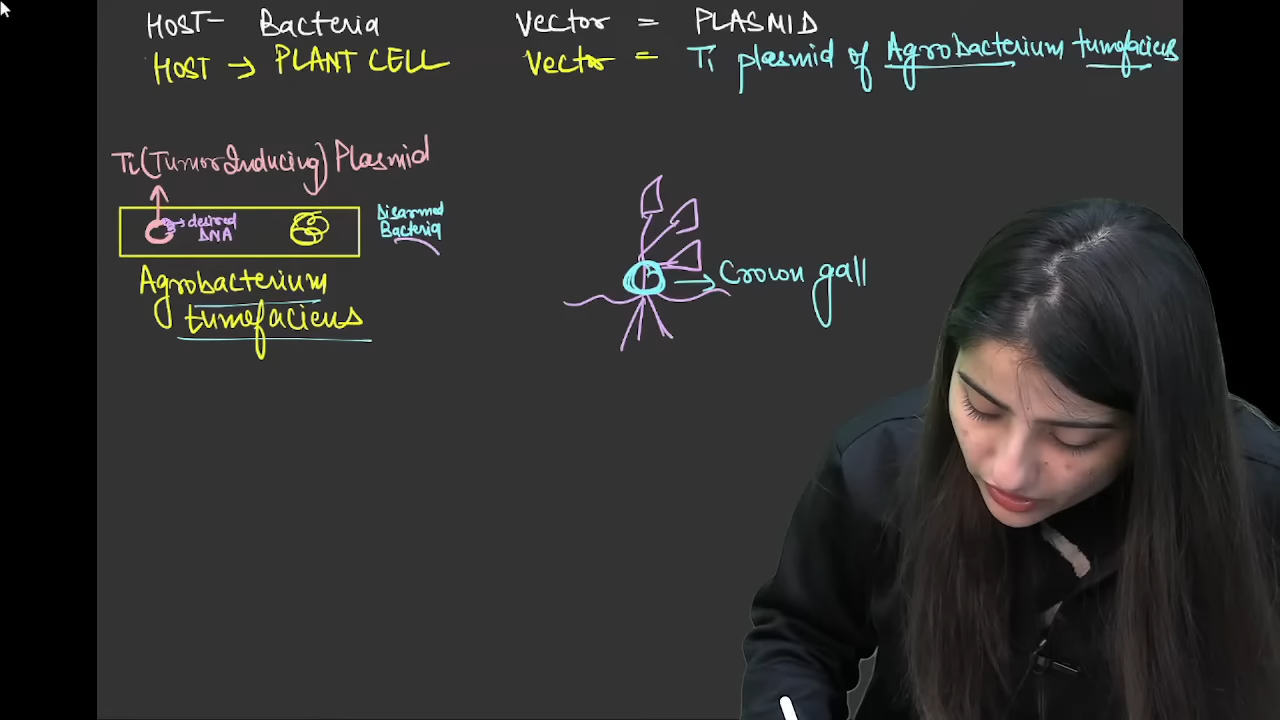 HOST - Bacteria Vector = PLASMID
HOST → PLANT CELL Vector = Ti plasmid of Agrobacterium tumefaciens
Ti (Tumor Inducing) Plasmid
→ desired DNA
Disarmed Bacteria
Agrobacterium
tumefaciens
→ Crown gall